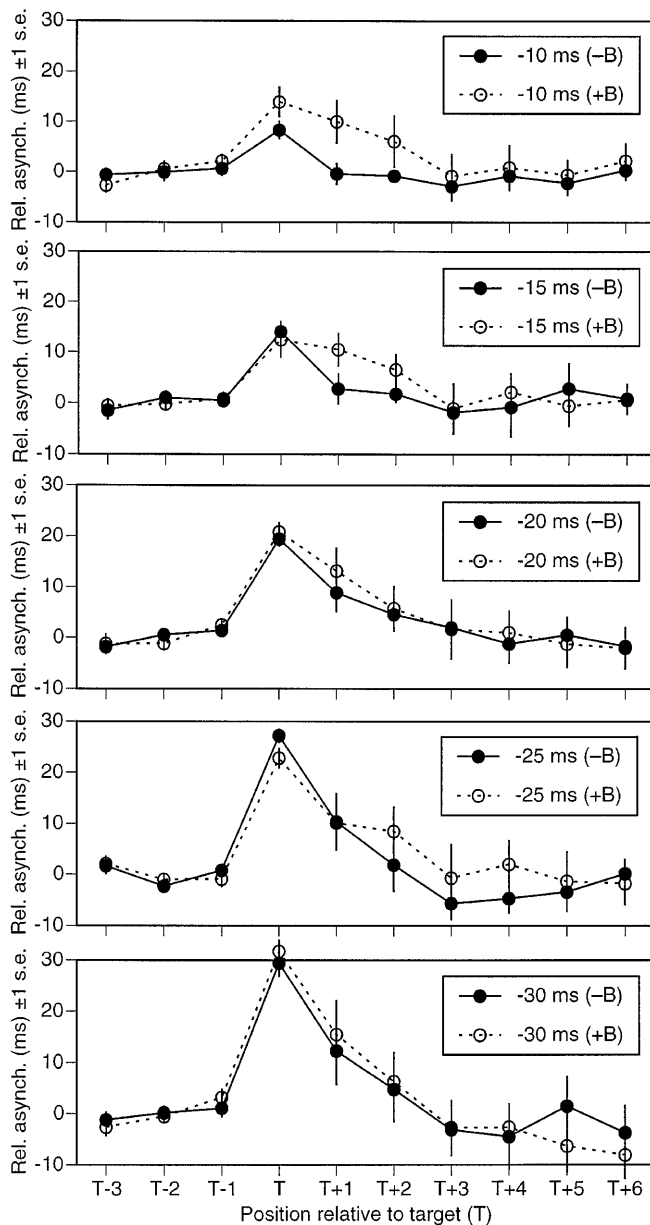 Rel. asynch. (ms) ±1 s.e.
30
20
10
0
-10
-10 ms (–B)
-10 ms (+B)
Rel. asynch. (ms) ±1 s.e.
30
20
10
0
-10
-15 ms (–B)
-15 ms (+B)
Rel. asynch. (ms) ±1 s.e.
30
20
10
0
-10
-20 ms (–B)
-20 ms (+B)
Rel. asynch. (ms) ±1 s.e.
30
20
10
0
-10
-25 ms (–B)
-25 ms (+B)
Rel. asynch. (ms) ±1 s.e.
30
20
10
0
-10
-30 ms (–B)
-30 ms (+B)
T-3 T-2 T-1 T T+1 T+2 T+3 T+4 T+5 T+6
Position relative to target (T)